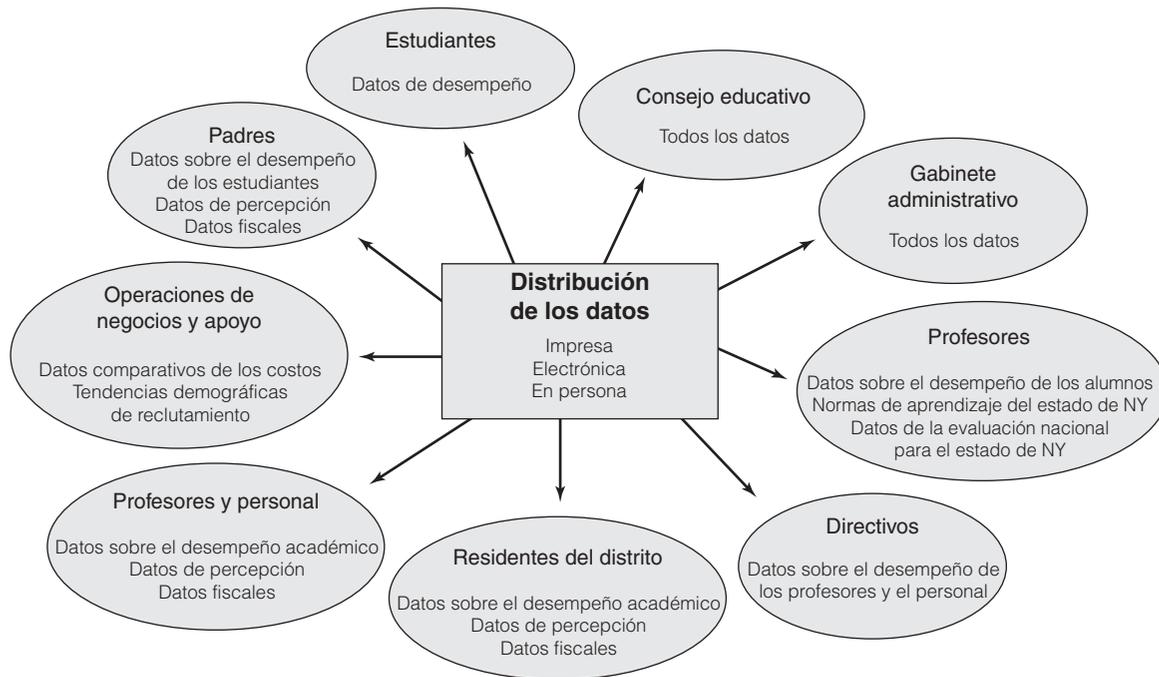 Estudiantes
Datos de desempeño
Consejo educativo
Todos los datos
Padres
Datos sobre el desempeño
de los estudiantes
Datos de percepción
Datos fiscales
Gabinete
administrativo
Todos los datos
Distribución
de los datos
Impresa
Electrónica
En persona
Operaciones de
negocios y apoyo
Datos comparativos de los costos
Tendencias demográficas
de reclutamiento
Profesores
Datos sobre el desempeño de los alumnos
Normas de aprendizaje del estado de NY
Datos de la evaluación nacional
para el estado de NY
Profesores y personal
Datos sobre el desempeño académico
Datos de percepción
Datos fiscales
Residentes del distrito
Datos sobre el desempeño académico
Datos de percepción
Datos fiscales
Directivos
Datos sobre el desempeño de
los profesores y el personal